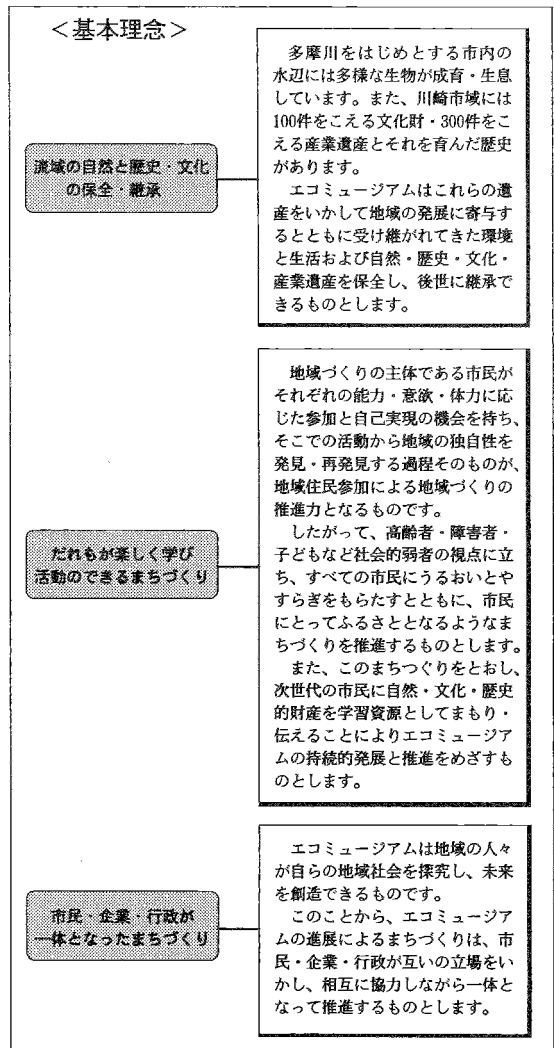 ＜基本理念＞
流域の自然と歴史・文化
の保全・継承
多摩川をはじめとする市内の
水辺には多様な生物が成育・生息
しています。また、川崎市域には
100件をこえる文化財・300件をこ
える産業遺産とそれを育んだ歴史
があります。
エコミュージアムはこれらの遺
産をいかして地域の発展に寄与す
るとともに受け継がれてきた環境
と生活および自然・歴史・文化・
産業遺産を保全し、後世に継承で
きるものとします。
だれもが楽しく学び
活動のできるまちづくり
地域づくりの主体である市民が
それぞれの能力・意欲・体力に応
じた参加と自己実現の機会を持ち、
そこでの活動から地域の独自性を
発見・再発見する過程そのものが、
地域住民参加による地域づくりの
推進力となるものです。
したがって、高齢者・障害者・
子どもなど社会的弱者の視点に立
ち、すべての市民にうるおいとや
すらぎをもらたすとともに、市民
にとってふるさととなるようなま
ちづくりを推進するものとします。
また、このまちつぐりをとおし、
次世代の市民に自然・文化・歴史
的財産を学習資源としてまもり・
伝えることによりエコミュージア
ムの持続的発展と推進をめざすも
のとします。
市民・企業・行政が
一体となったまちづくり
エコミュージアムは地域の人々
が自らの地域社会を探究し、未来
を創造できるものです。
このことから、エコミュージア
ムの進展によるまちづくりは、市
民・企業・行政が互いの立場をい
かし、相互に協力しながら一体と
なって推進するものとします。